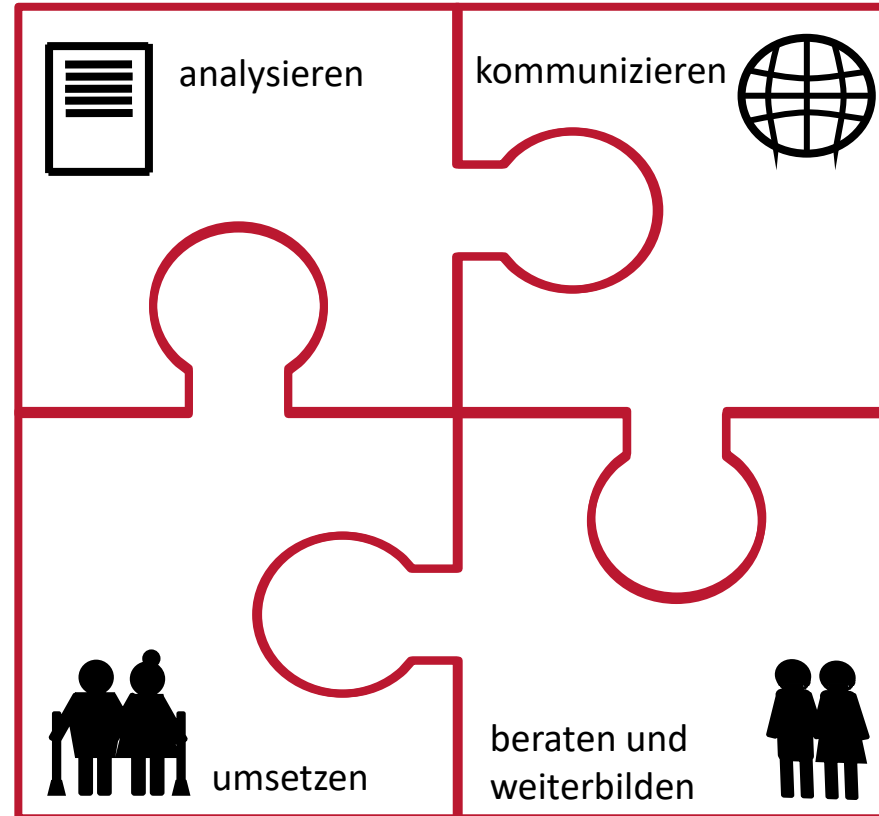 analysieren
kommunizieren
umsetzen
beraten und
weiterbilden